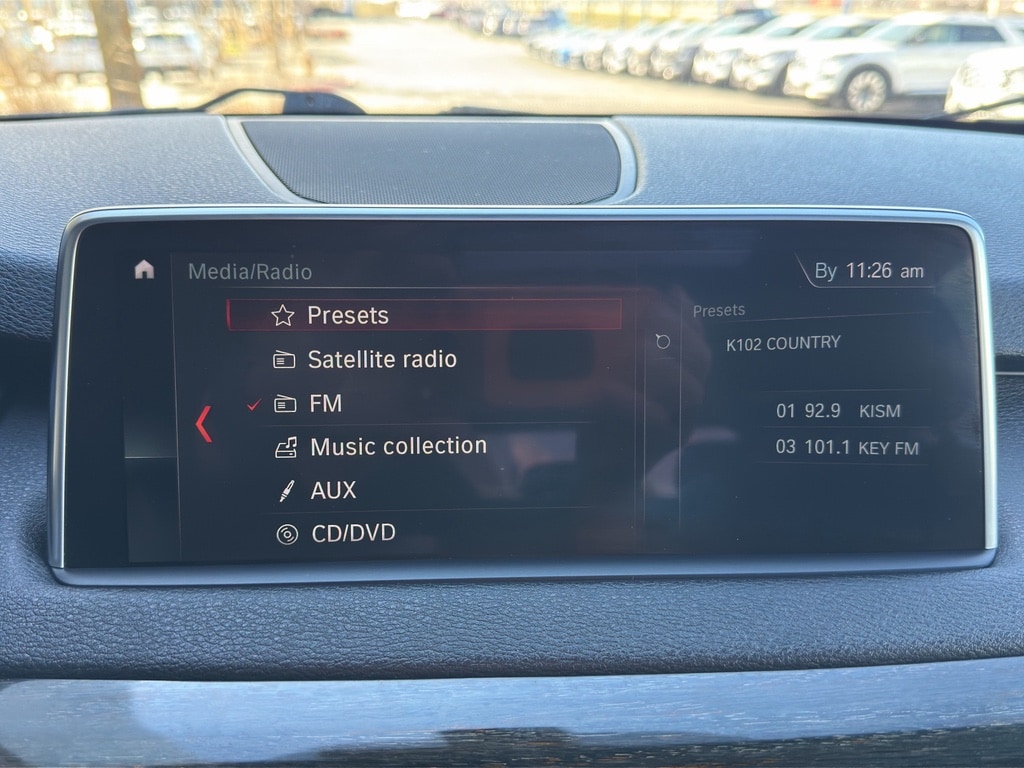 Media/Radio
By 11:26 am
Presets
Satellite radio
FM
Music collection
AUX
CD/DVD
Presets
K102 COUNTRY
01 92.9 KISM
03 101.1 KEY FM